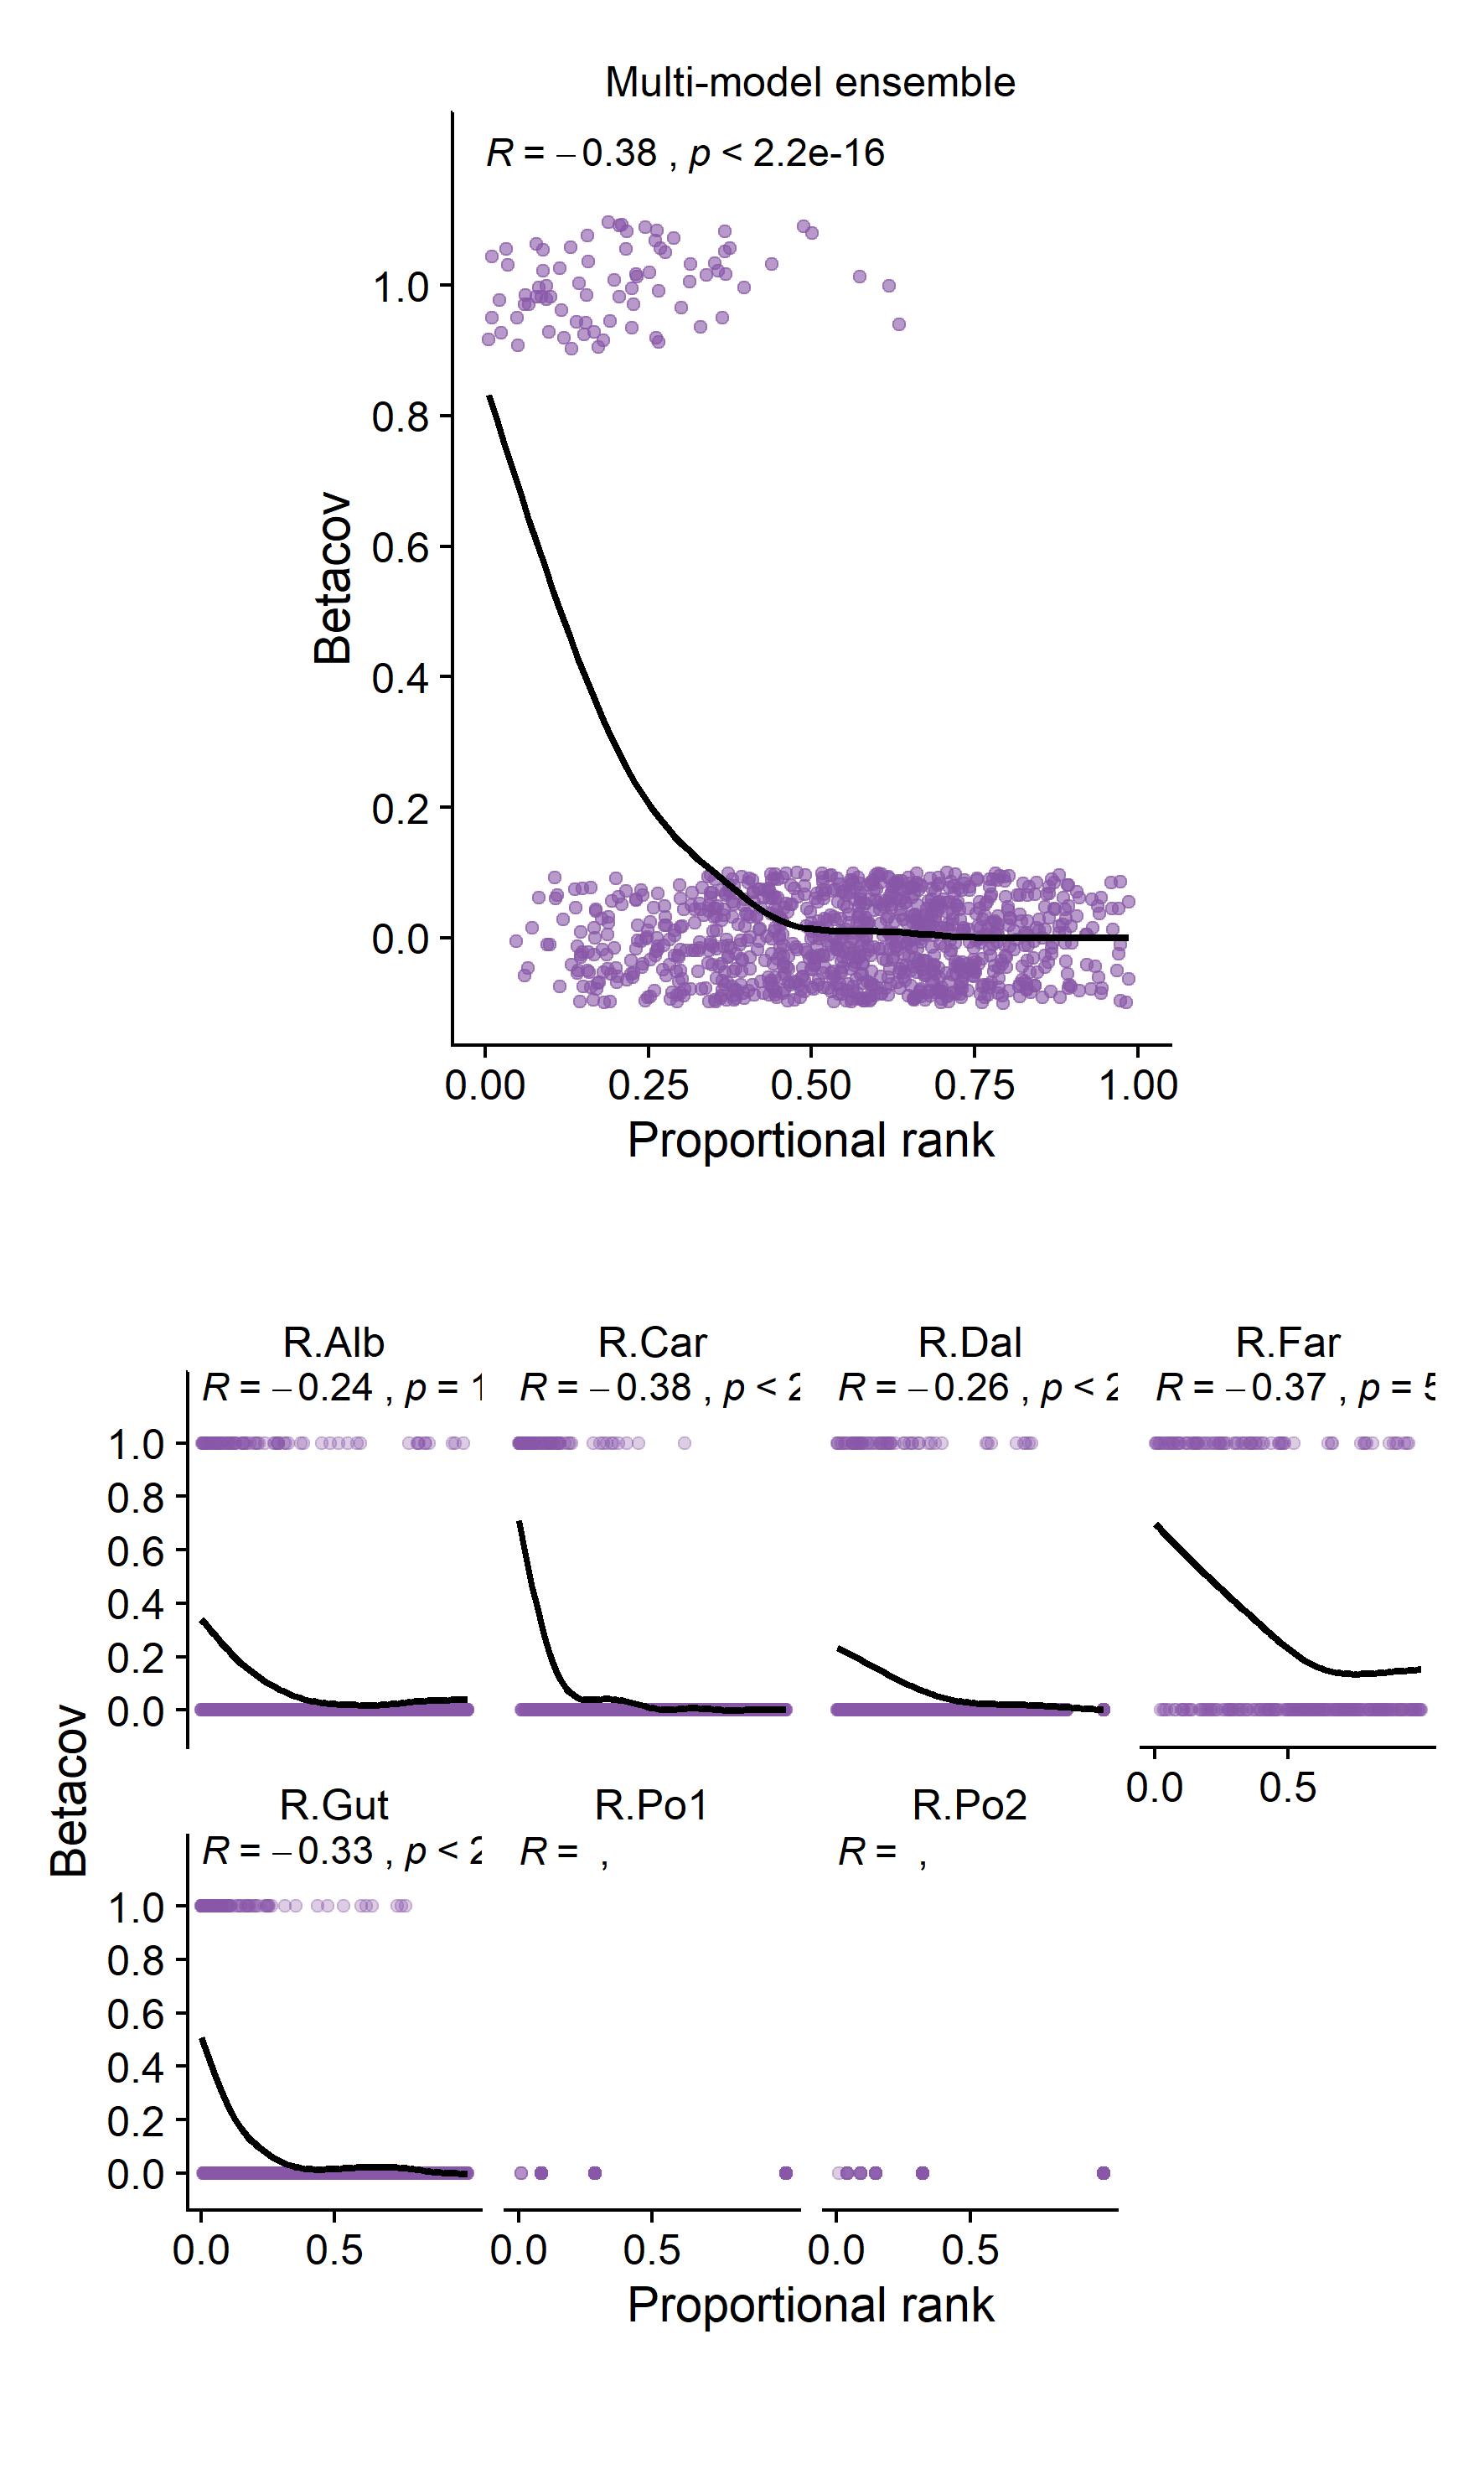 Multi-model ensemble
R = −0.38 , p < 2.2e-16
1.0
0.8
0.6
0.4
0.2
0.0
Betacov
0.00 0.25 0.50 0.75 1.00
Proportional rank
R.Alb R.Car R.Dal R.Far
R = −0.24 , p = 1 R = −0.38 , p < 2 R = −0.26 , p < 2 R = −0.37 , p = 5
1.0
0.8
0.6
0.4
0.2
0.0
0.0 0.5
Betacov
R.Gut R.Po1 R.Po2
R = −0.33 , p < 2 R = , R = ,
1.0
0.8
0.6
0.4
0.2
0.0
0.0 0.5 0.0 0.5 0.0 0.5
Proportional rank